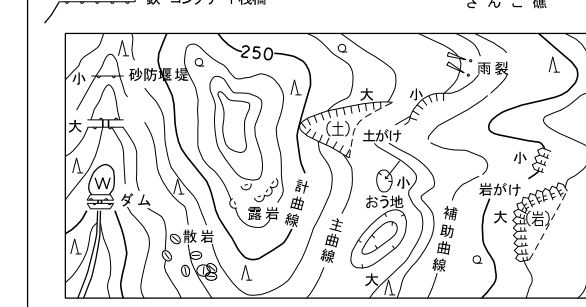 鉄・コンクリート桟橋
さんご礁
250
小 砂防堰堤
大
W
ダム
大
小
雨裂
(土)
土がけ
小
岩がけ
大
(岩)
小
おう地
大
露岩
散岩
計曲線
主曲線
補助曲線